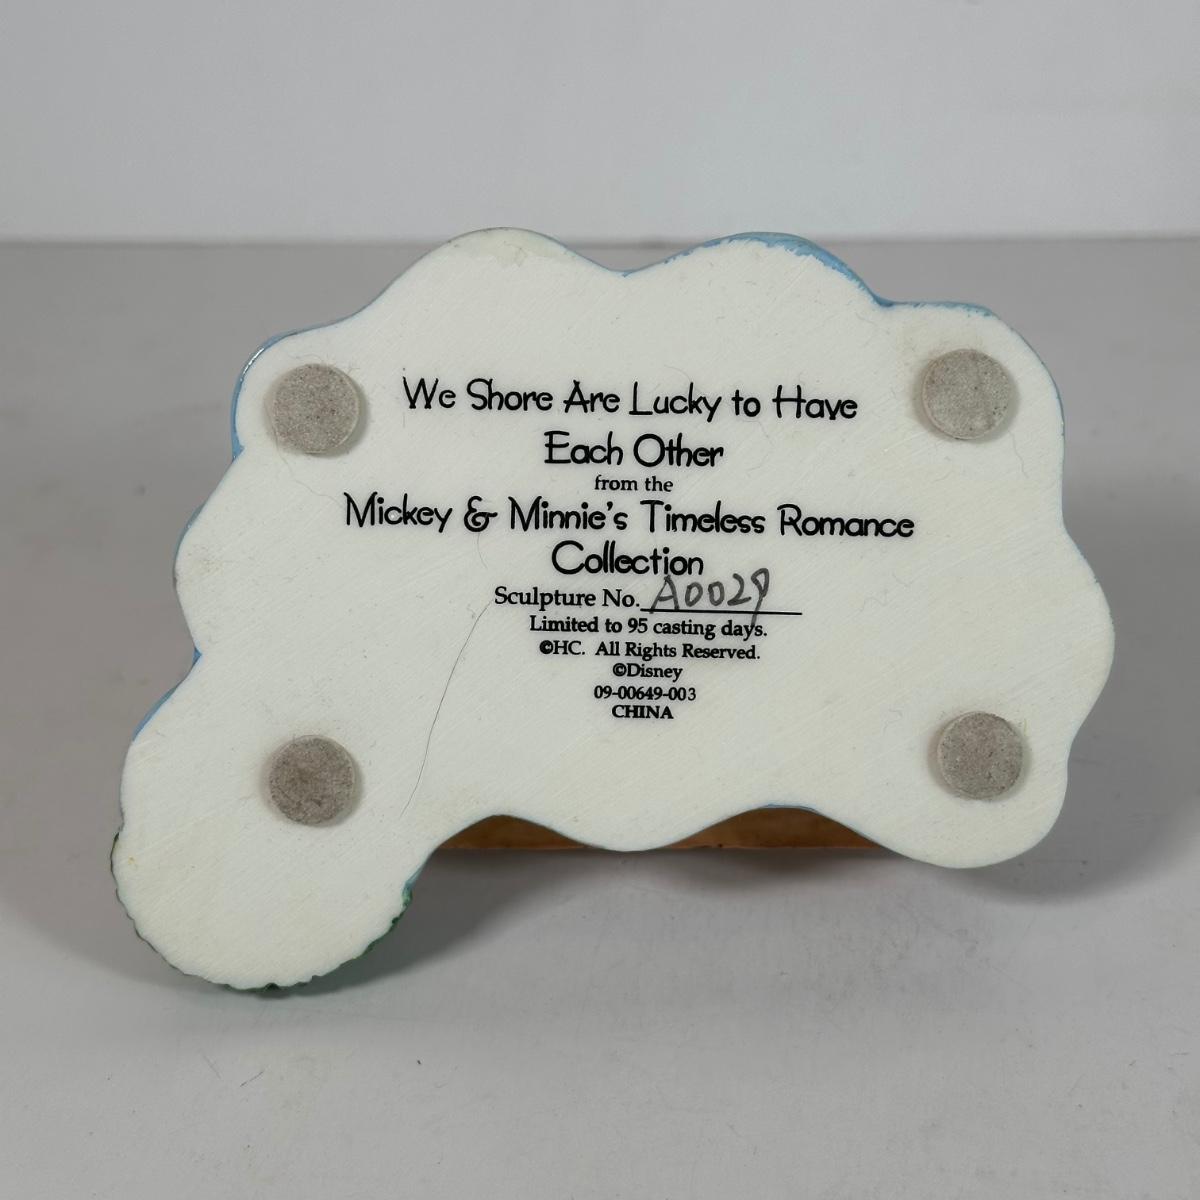 We Shore Are Lucky to Have
Each Other
from the
Mickey & Minnie's Timeless Romance
Collection
Sculpture No. A0029
Limited to 95 casting days.
©HC. All Rights Reserved.
©Disney
09-00649-003
CHINA